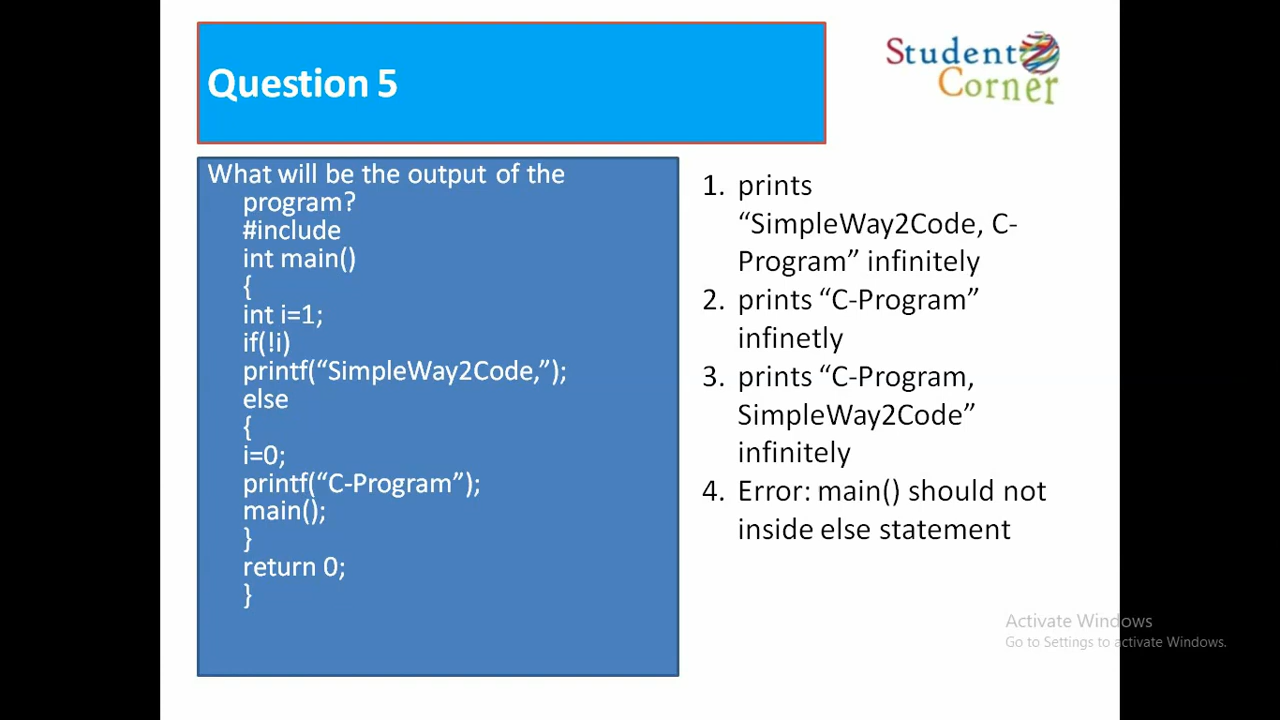 Question 5
Student
Corner
What will be the output of the
program?
#include
int main()
{
int i=1;
if(!i)
printf(“SimpleWay2Code,”);
else
{
i=0;
printf(“C-Program”);
main();
}
return 0;
}
1. prints
“SimpleWay2Code, C-
Program” infinitely
2. prints “C-Program”
infinetly
3. prints “C-Program,
SimpleWay2Code”
infinitely
4. Error: main() should not
inside else statement
Activate Windows
Go to Settings to activate Windows.